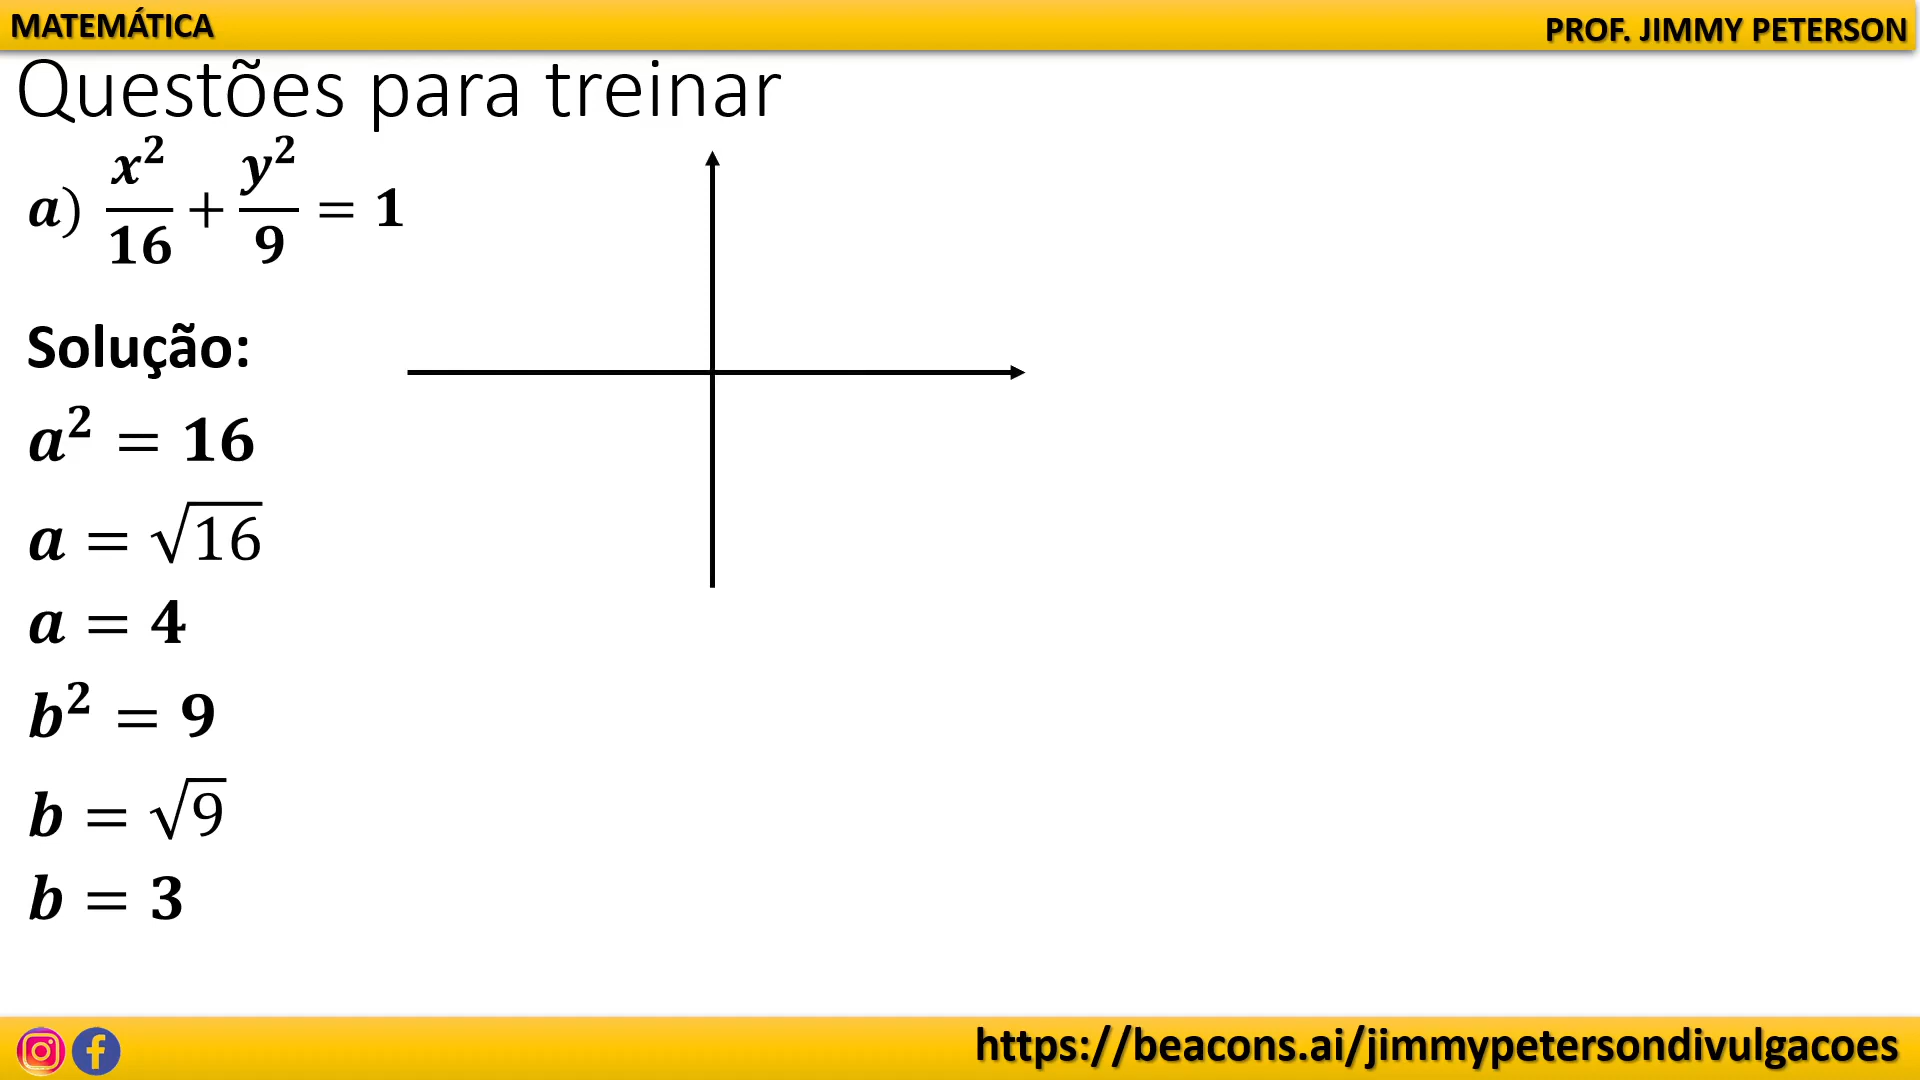 MATEMÁTICA
PROF. JIMMY PETERSON
Questões para treinar
a) x²/16 + y²/9 = 1
Solução:
a² = 16
a = √16
a = 4
b² = 9
b = √9
b = 3
https://beacons.ai/jimmypetersondivulgacoes